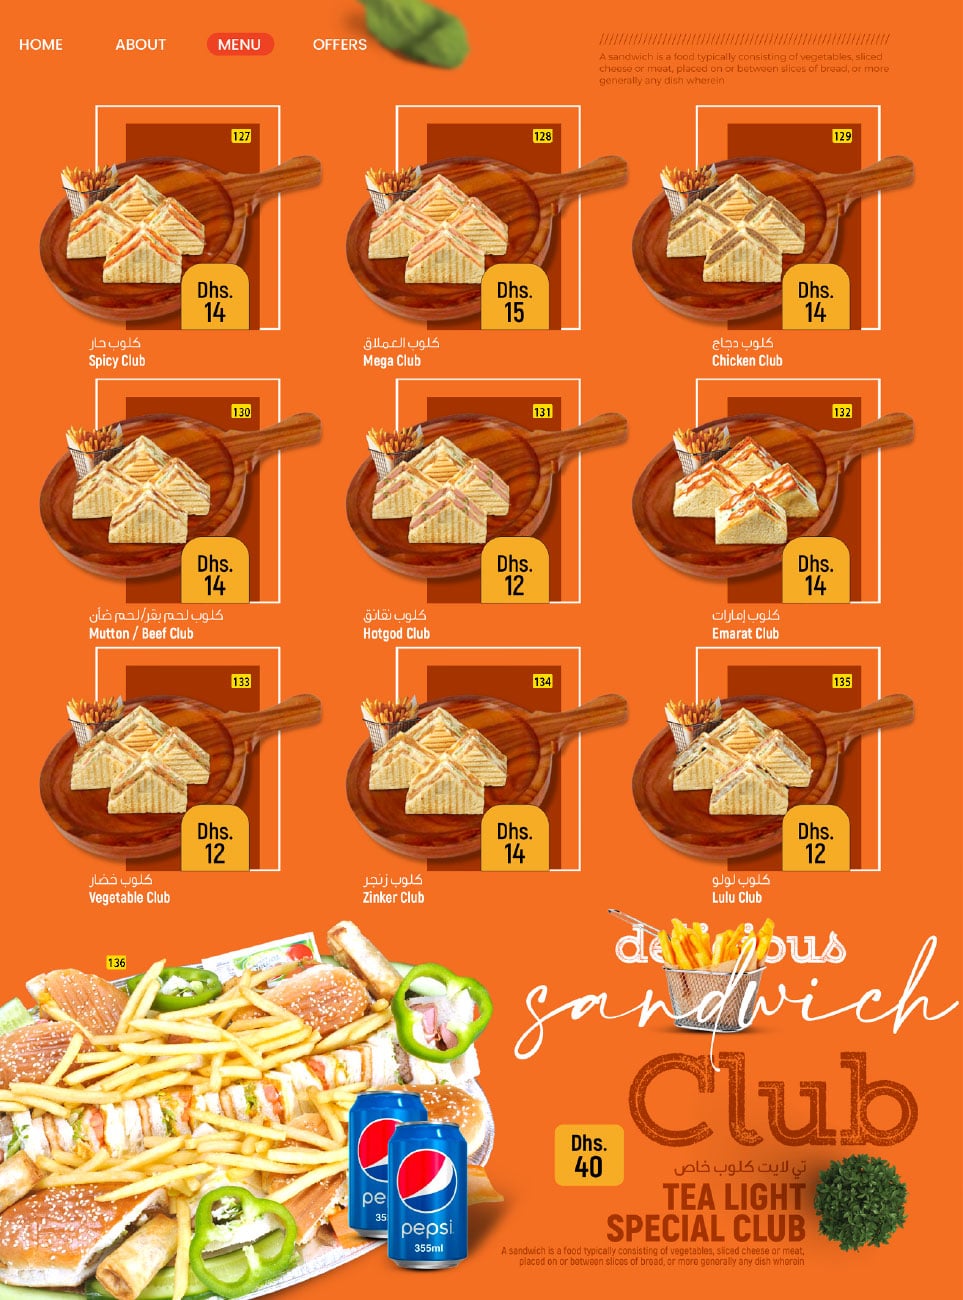 HOME ABOUT MENU OFFERS
A sandwich is a food typically consisting of vegetables, sliced
cheese or meat, placed on or between slices of bread, or more
generally any dish wherein
127
Dhs.
14
كلوب حار
Spicy Club
128
Dhs.
15
كلوب العملاق
Mega Club
129
Dhs.
14
كلوب دجاج
Chicken Club
130
Dhs.
14
كلوب لحم بقر/لحم ضأن
Mutton / Beef Club
131
Dhs.
12
كلوب نقانق
Hotgod Club
132
Dhs.
14
كلوب إمارات
Emarat Club
133
Dhs.
12
كلوب خضار
Vegetable Club
134
Dhs.
14
كلوب زنجر
Zinker Club
135
Dhs.
12
كلوب لولو
Lulu Club
136
delicious
sandwich
Club
Dhs.
40
تي لايت كلوب خاص
TEA LIGHT
SPECIAL CLUB
A sandwich is a food typically consisting of vegetables, sliced cheese or meat,
placed on or between slices of bread, or more generally any dish wherein
pe
35
pepsi
355ml